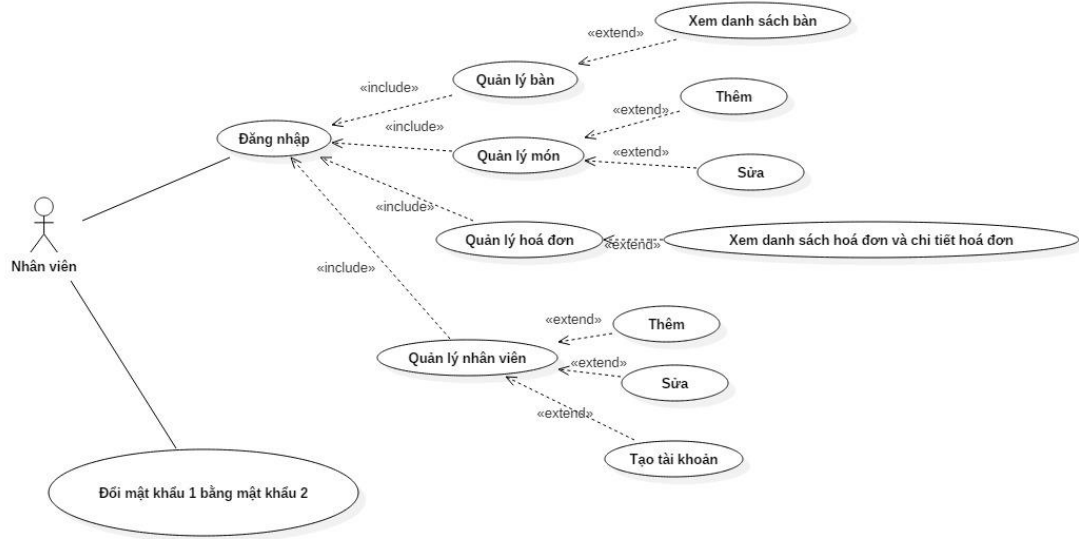 Xem danh sách bàn
«extend»
Quản lý bàn
«include»
Thêm
«extend»
«include»
Đăng nhập
Quản lý món
«extend»
Sửa
«include»
Quản lý hoá đơn
«extend»
Xem danh sách hoá đơn và chi tiết hoá đơn
Nhân viên
«include»
«extend»
Thêm
Quản lý nhân viên
«extend»
Sửa
«extend»
Tạo tài khoản
Đổi mật khẩu 1 bằng mật khẩu 2